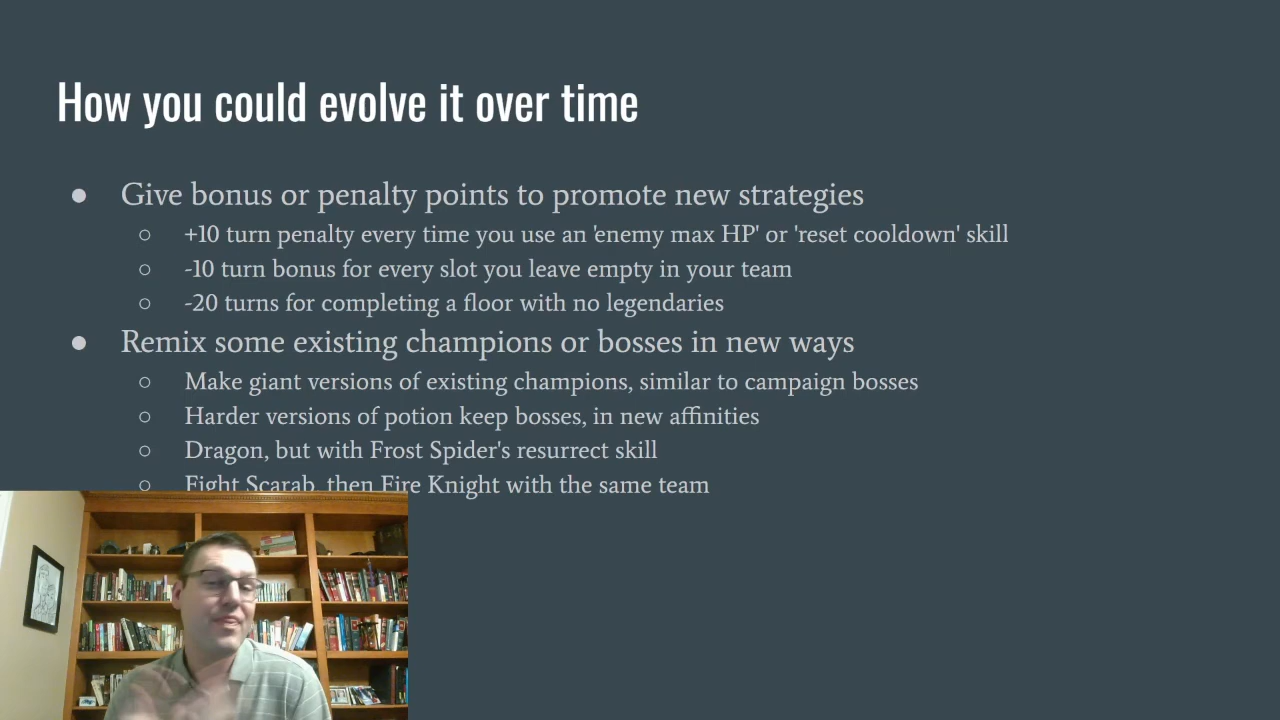 How you could evolve it over time
● Give bonus or penalty points to promote new strategies
○ +10 turn penalty every time you use an 'enemy max HP' or 'reset cooldown' skill
○ -10 turn bonus for every slot you leave empty in your team
○ -20 turns for completing a floor with no legendaries
● Remix some existing champions or bosses in new ways
○ Make giant versions of existing champions, similar to campaign bosses
○ Harder versions of potion keep bosses, in new affinities
○ Dragon, but with Frost Spider's resurrect skill
○ Fight Scarab, then Fire Knight with the same team